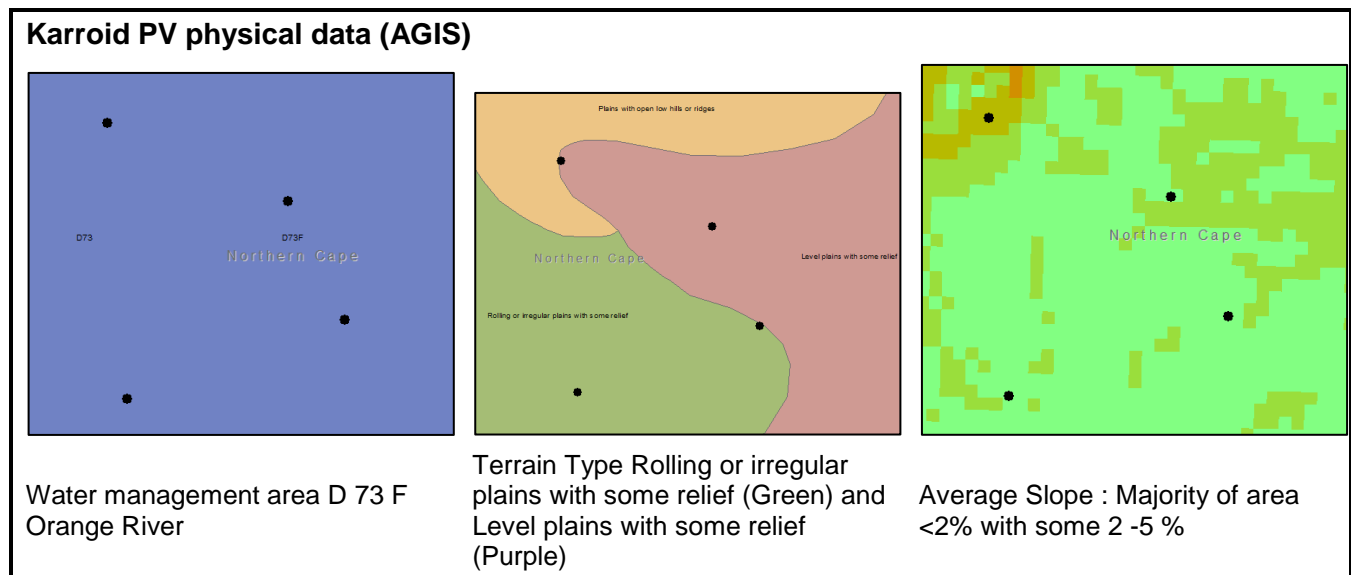 Karroid PV physical data (AGIS)
D73
D73F
Northern Cape
Plains with open low hills or ridges
Northern Cape
Level plains with some relief
Rolling or irregular plains with some relief
Northern Cape
Water management area D 73 F
Orange River
Terrain Type Rolling or irregular
plains with some relief (Green) and
Level plains with some relief
(Purple)
Average Slope : Majority of area
<2% with some 2 -5 %